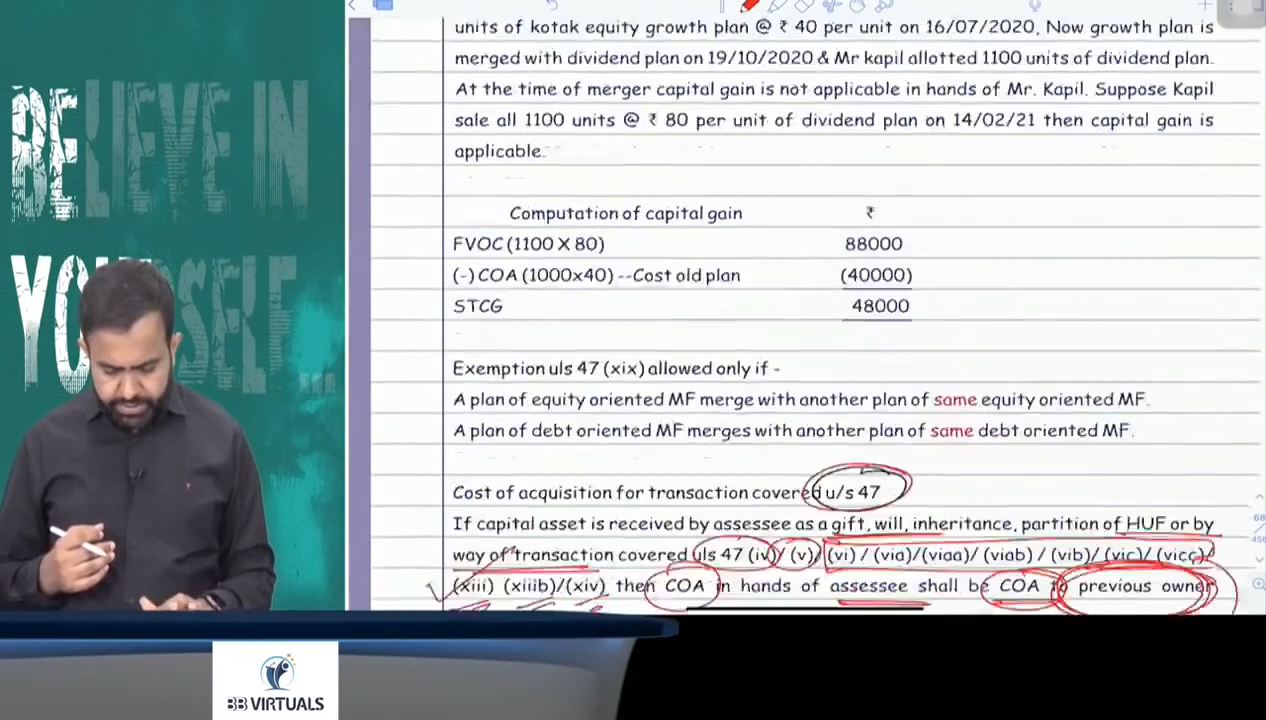 units of kotak equity growth plan @ ₹ 40 per unit on 16/07/2020, Now growth plan is
merged with dividend plan on 19/10/2020 & Mr kapil allotted 1100 units of dividend plan.
At the time of merger capital gain is not applicable in hands of Mr. Kapil. Suppose Kapil
sale all 1100 units @ ₹ 80 per unit of dividend plan on 14/02/21 then capital gain is
applicable.
Computation of capital gain ₹
FVOC (1100 X 80) 88000
(-) COA (1000x40) --Cost old plan (40000)
STCG 48000
Exemption uls 47 (xix) allowed only if -
A plan of equity oriented MF merge with another plan of same equity oriented MF.
A plan of debt oriented MF merges with another plan of same debt oriented MF.
Cost of acquisition for transaction covered u/s 47
If capital asset is received by assessee as a gift, will, inheritance, partition of HUF or by
way of transaction covered uls 47 (iv)/ (v)/ (vi) / (via)/(viaa)/ (viab) / (vib)/ (vic)/ (vicc)/
(xiii) (xiiib)/(xiv) then COA in hands of assessee shall be COA to previous owner
BELIEVE IN
YOURSELF...
BB VIRTUALS